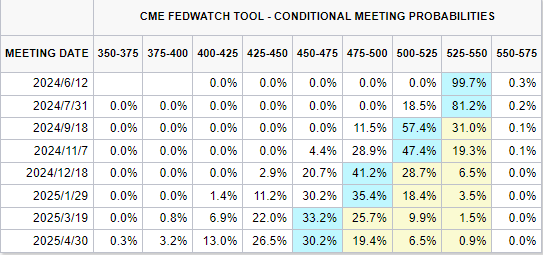 CME FEDWATCH TOOL - CONDITIONAL MEETING PROBABILITIES
MEETING DATE 350-375 375-400 400-425 425-450 450-475 475-500 500-525 525-550 550-575
2024/6/12 0.0% 0.0% 0.0% 0.0% 0.0% 99.7% 0.3%
2024/7/31 0.0% 0.0% 0.0% 0.0% 0.0% 0.0% 18.5% 81.2% 0.2%
2024/9/18 0.0% 0.0% 0.0% 0.0% 0.0% 11.5% 57.4% 31.0% 0.1%
2024/11/7 0.0% 0.0% 0.0% 0.0% 4.4% 28.9% 47.4% 19.3% 0.1%
2024/12/18 0.0% 0.0% 0.0% 2.9% 20.7% 41.2% 28.7% 6.5% 0.0%
2025/1/29 0.0% 0.0% 1.4% 11.2% 30.2% 35.4% 18.4% 3.5% 0.0%
2025/3/19 0.0% 0.8% 6.9% 22.0% 33.2% 25.7% 9.9% 1.5% 0.0%
2025/4/30 0.3% 3.2% 13.0% 26.5% 30.2% 19.4% 6.5% 0.9% 0.0%